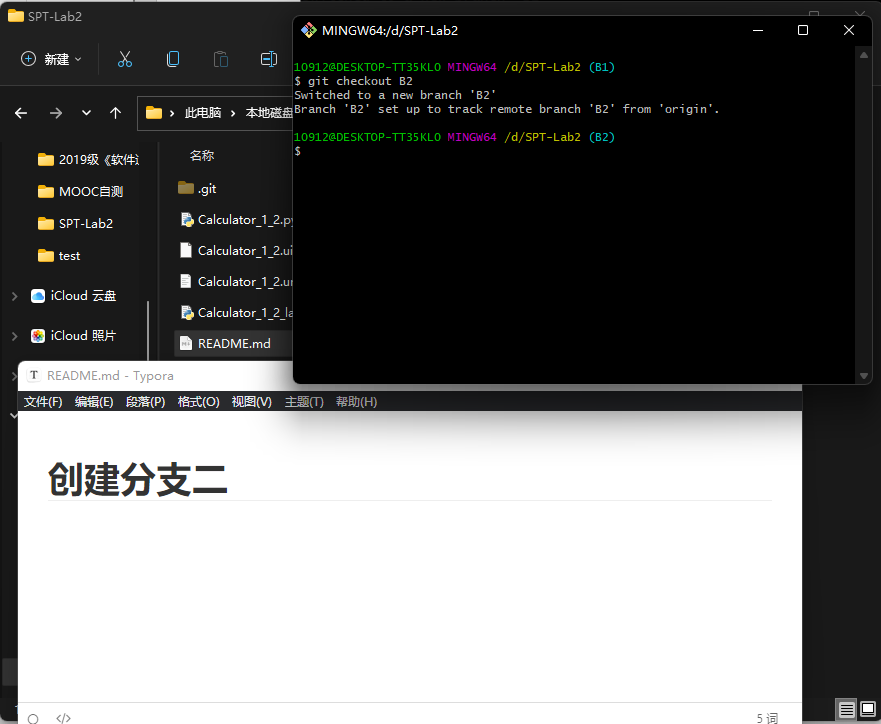 SPT-Lab2
新建
此电脑
本地磁盘
2019级《软件
MOOC自测
SPT-Lab2
test
iCloud 云盘
iCloud 照片
名称
.git
Calculator_1_2.py
Calculator_1_2.ui
Calculator_1_2.
Calculator_1_2_la
README.md
MINGW64:/d/SPT-Lab2
10912@DESKTOP-TT35KLO MINGW64 /d/SPT-Lab2 (B1)
$ git checkout B2
Switched to a new branch 'B2'
Branch 'B2' set up to track remote branch 'B2' from 'origin'.
10912@DESKTOP-TT35KLO MINGW64 /d/SPT-Lab2 (B2)
$
T README.md - Typora
文件(F) 编辑(E) 段落(P) 格式(O) 视图(V) 主题(T) 帮助(H)
创建分支二
</> 5 词